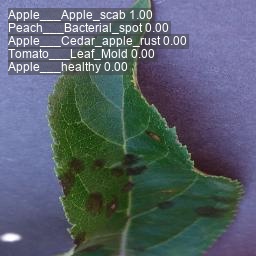 Apple___Apple_scab 1.00
Peach___Bacterial_spot 0.00
Apple___Cedar_apple_rust 0.00
Tomato___Leaf_Mold 0.00
Apple___healthy 0.00